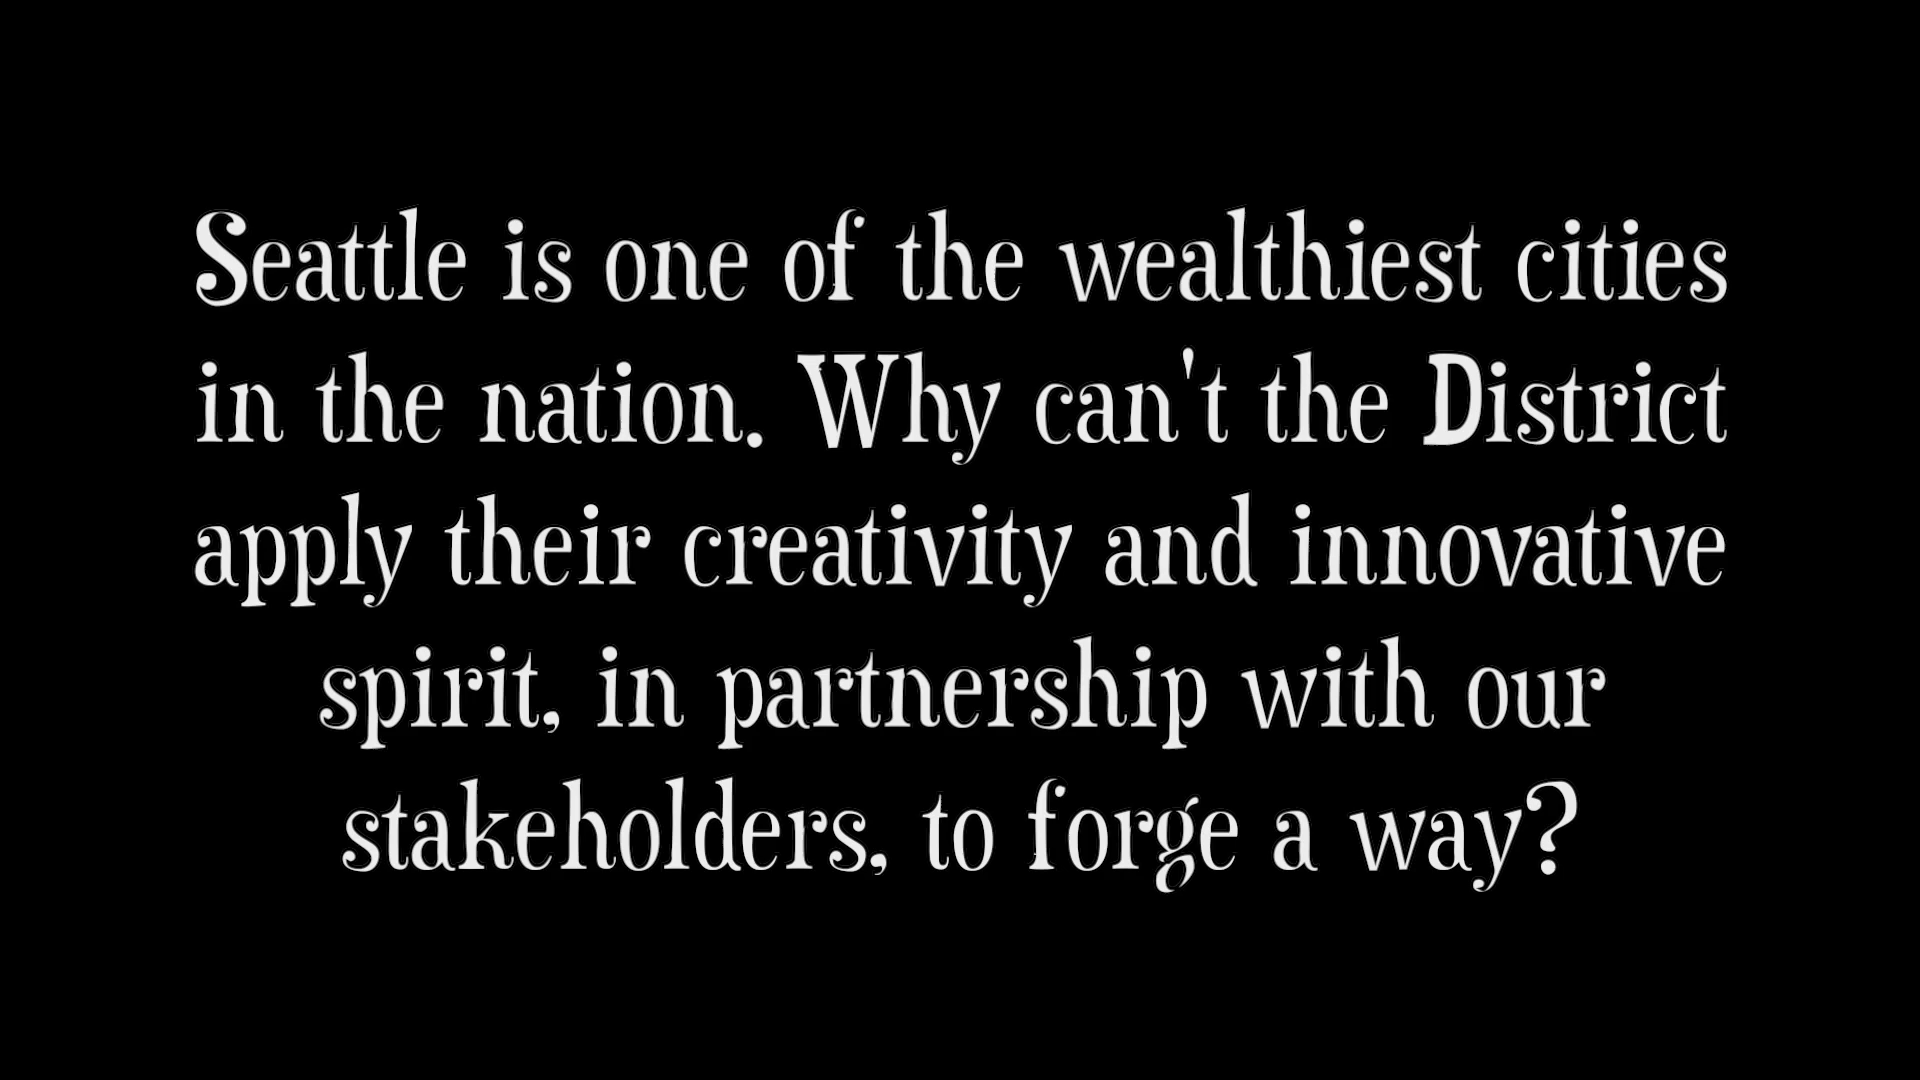 Seattle is one of the wealthiest cities
in the nation. Why can't the District
apply their creativity and innovative
spirit, in partnership with our
stakeholders, to forge a way?